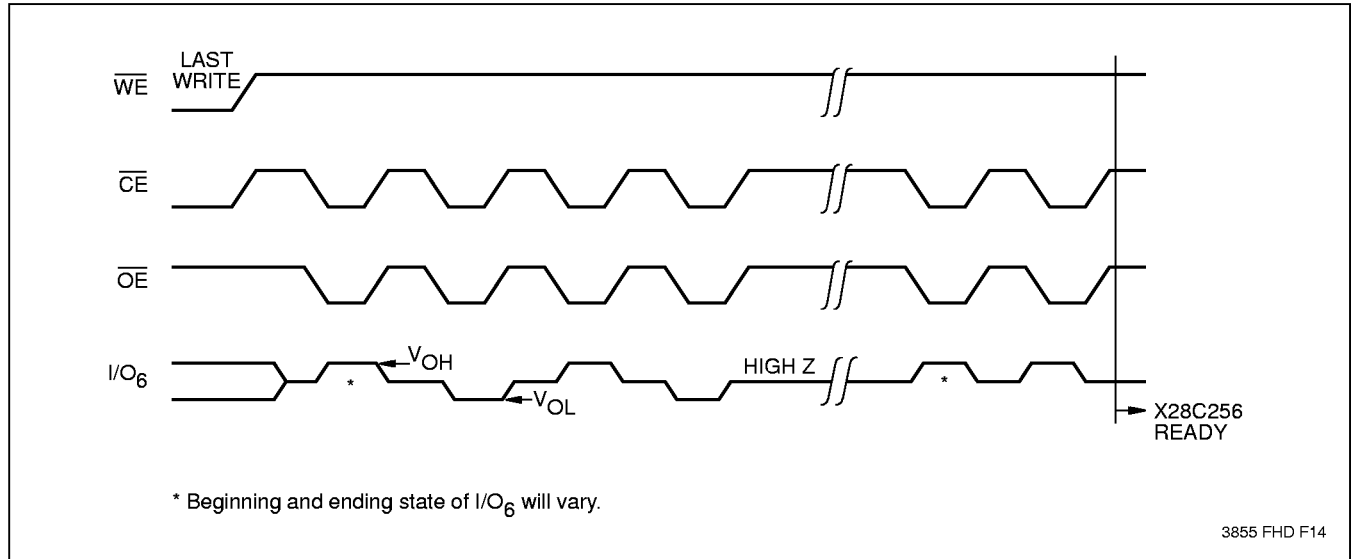 LAST
WRITE
WE
CE
OE
I/O6
VOH
VOL
HIGH Z
*
*
X28C256
READY
* Beginning and ending state of I/O6 will vary.
3855 FHD F14